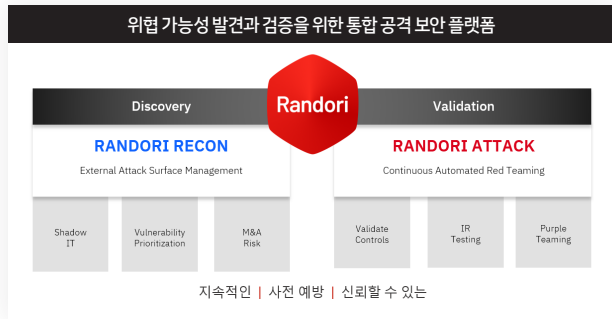 위협 가능성 발견과 검증을 위한 통합 공격 보안 플랫폼
Discovery
Randori
Validation
RANDORI RECON
External Attack Surface Management
RANDORI ATTACK
Continuous Automated Red Teaming
Shadow
IT
Vulnerability
Prioritization
M&A
Risk
Validate
Controls
IR
Testing
Purple
Teaming
지속적인 | 사전 예방 | 신뢰할 수 있는